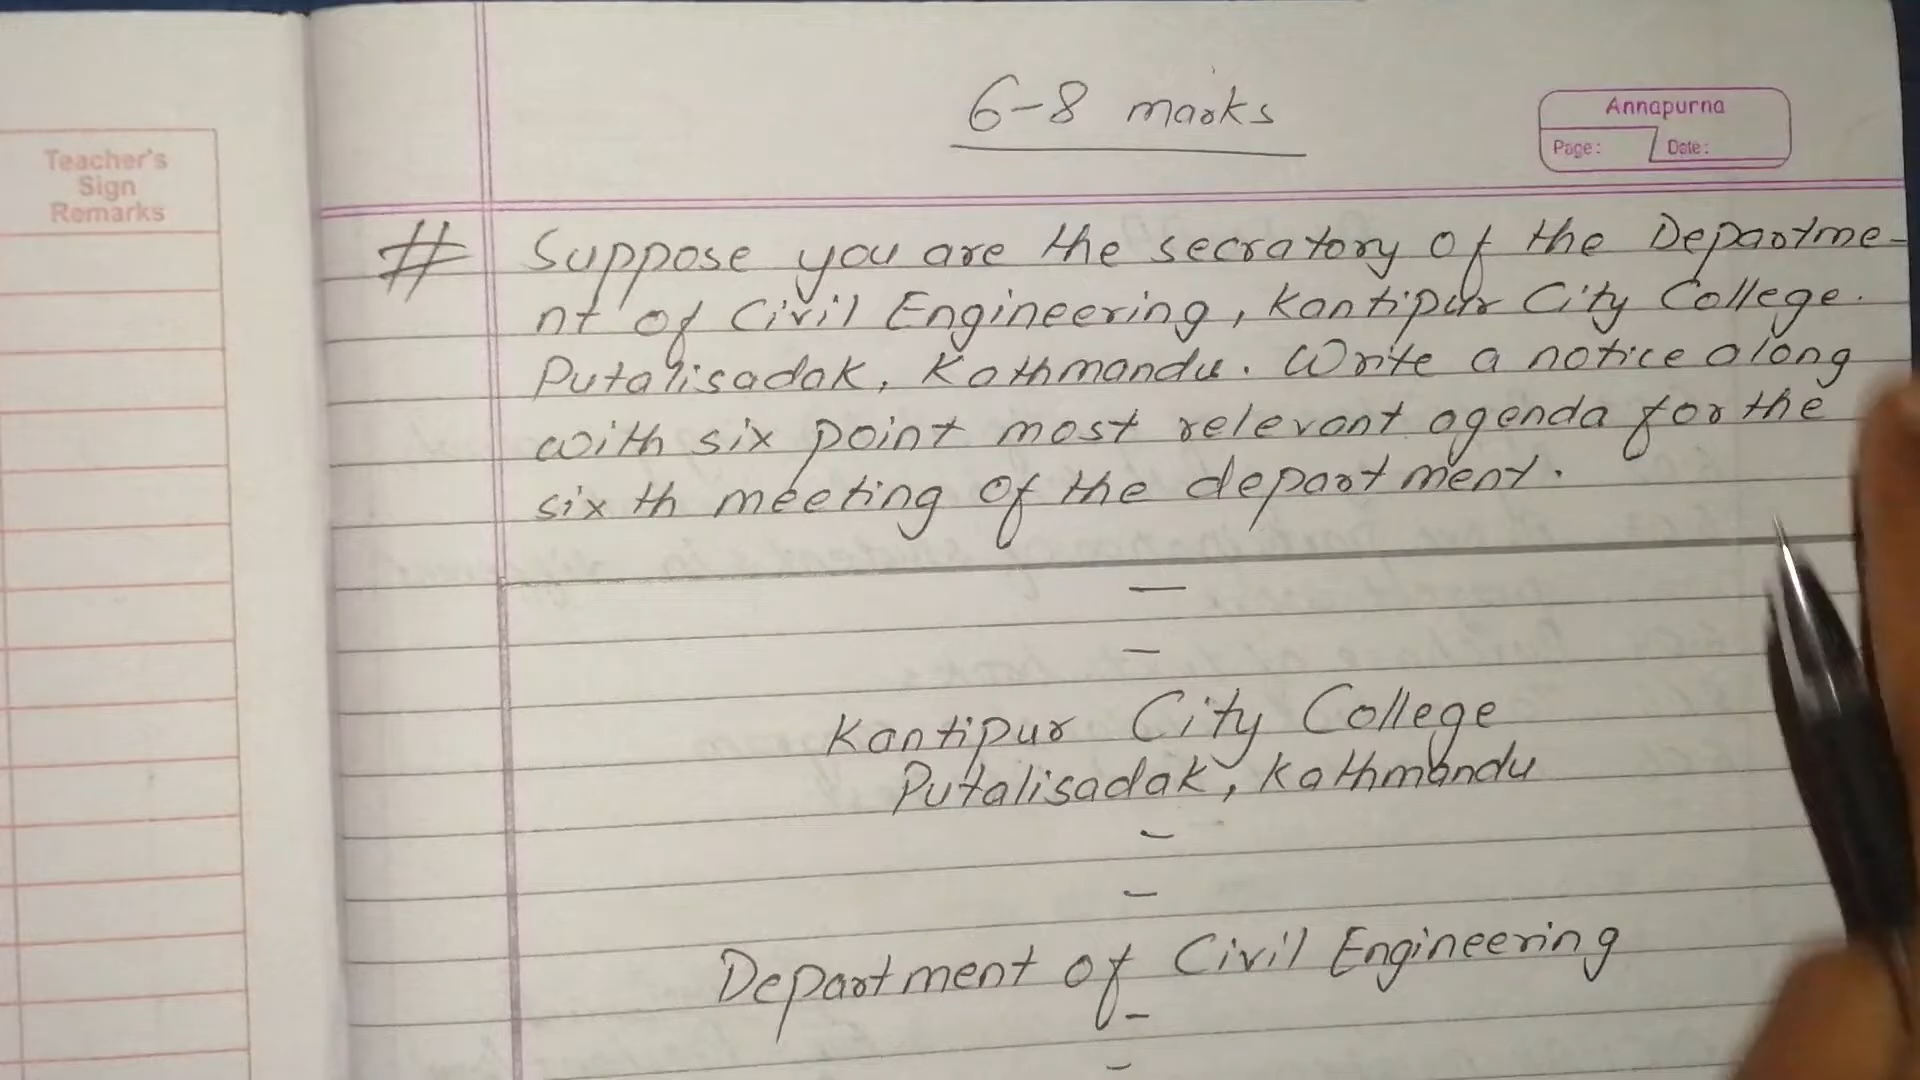 6-8 marks
Annapurna
Page:
Date:
Teacher's
Sign
Remarks
# Suppose you are the secratory of the Departme-
nt of Civil Engineering, Kantipur City College.
Putalisadak, Kathmandu. Write a notice along
with six point most relevant agenda for the
sixth meeting of the department.
Kantipur City College
Putalisadak, Kathmandu
Department of Civil Engineering